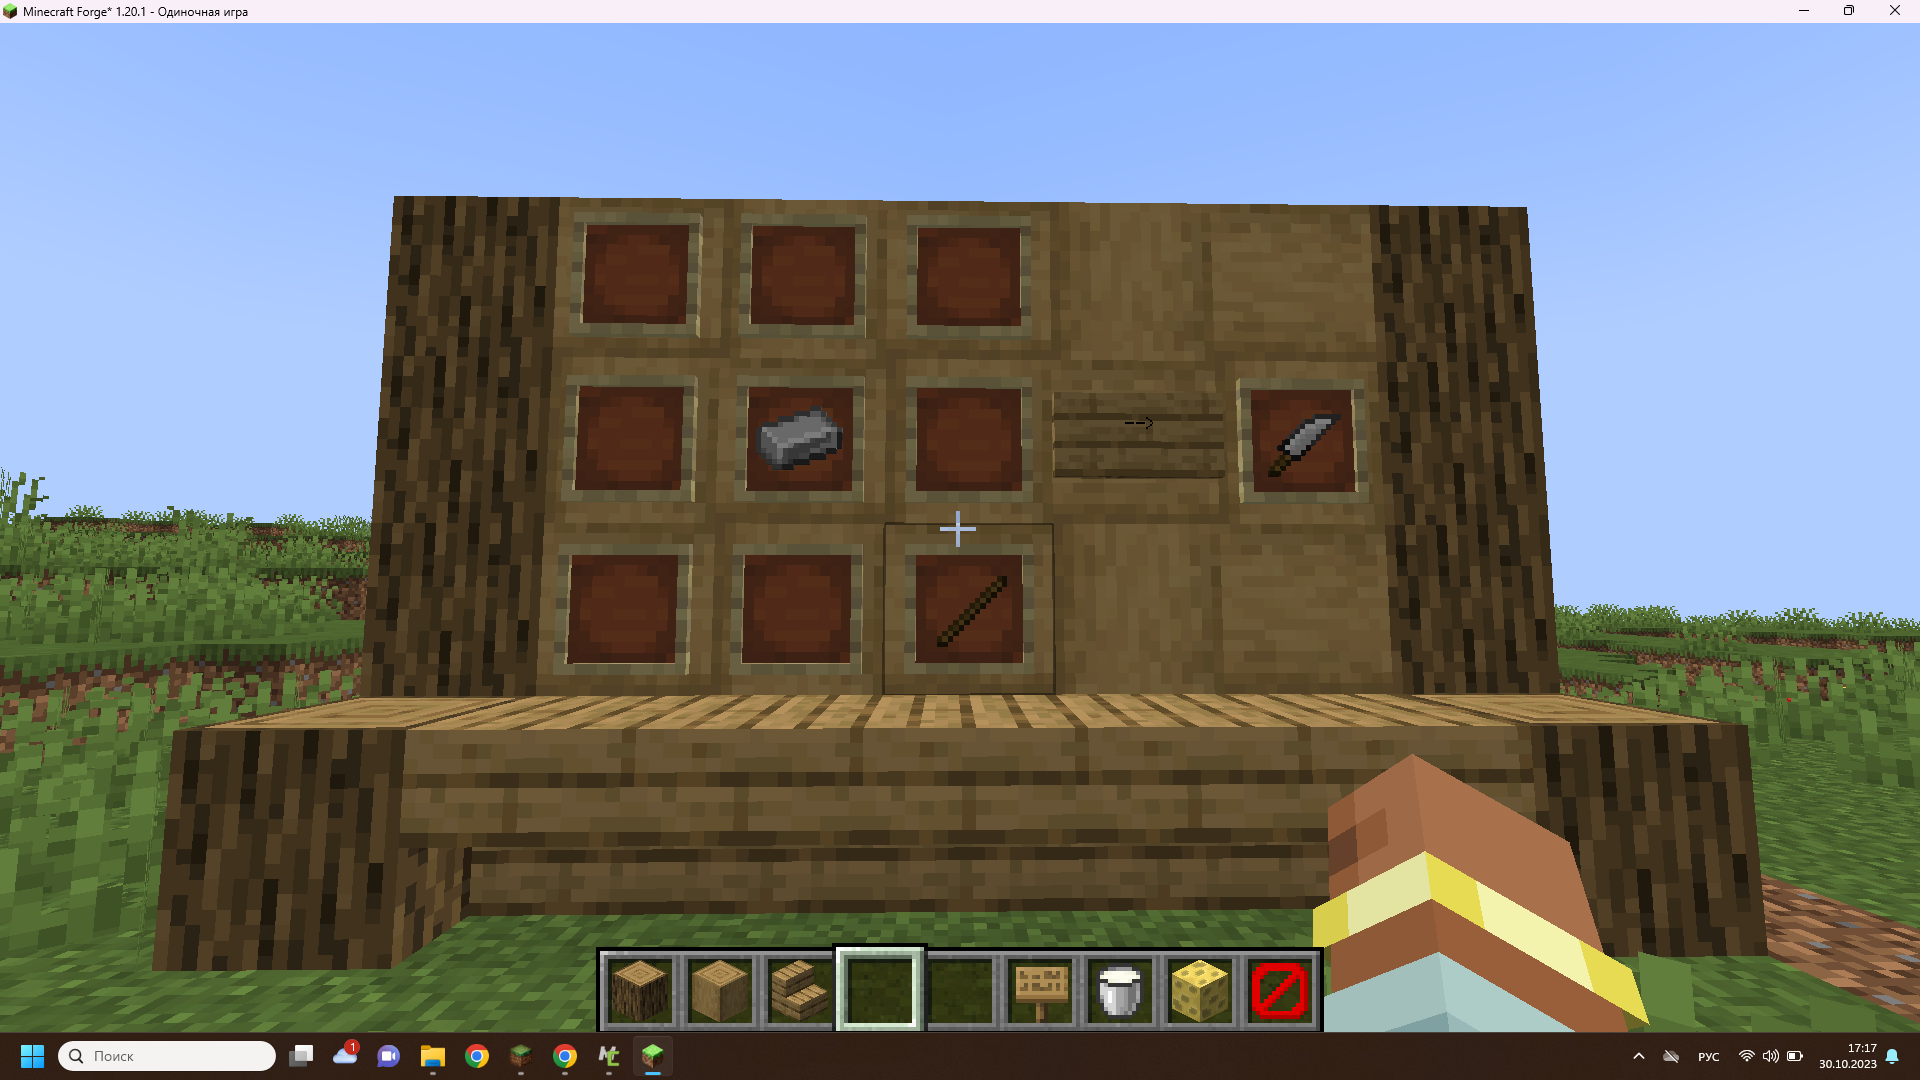 Minecraft Forge* 1.20.1 - Одиночная игра
-->
1
Поиск
РУС
17:17
30.10.2023